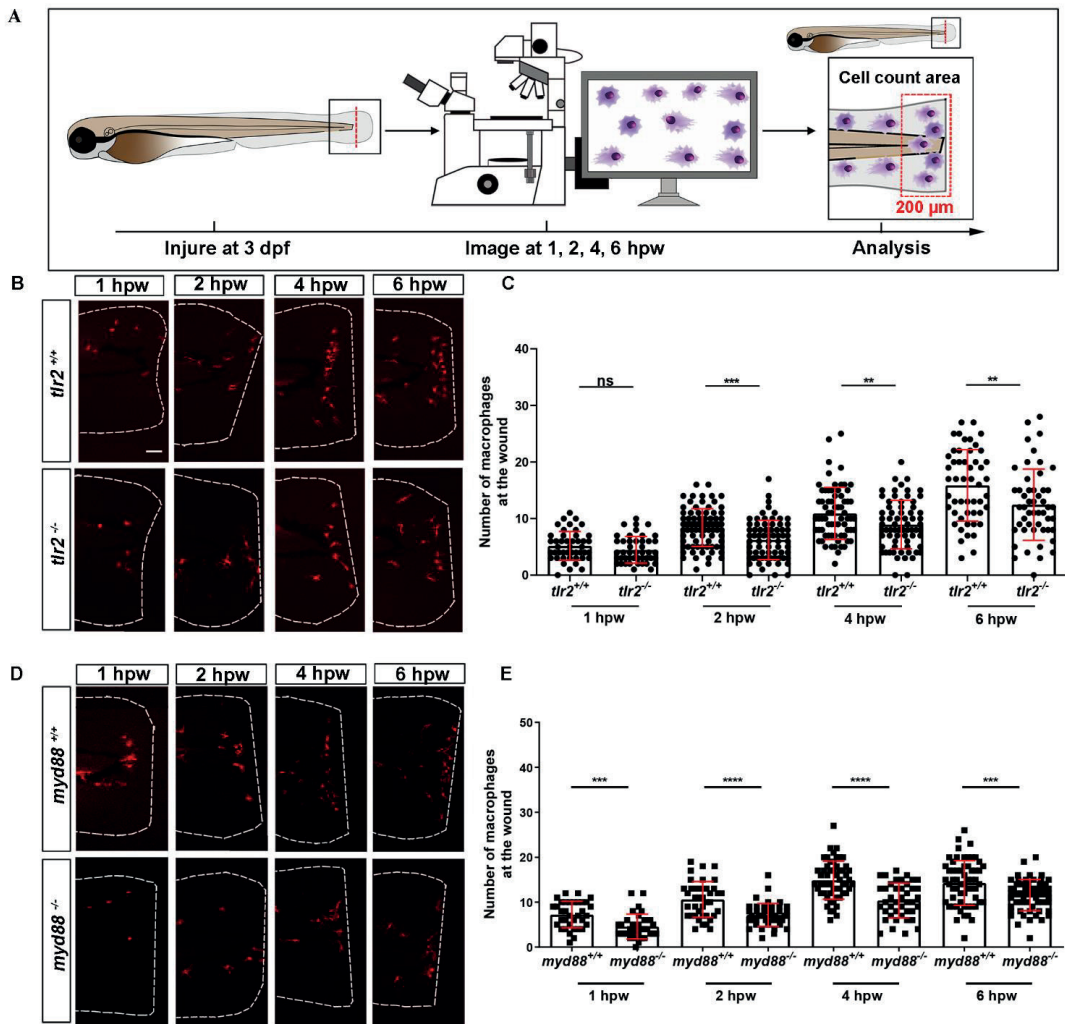 A
Cell count area
200 µm
Injure at 3 dpf
Image at 1, 2, 4, 6 hpw
Analysis
B
1 hpw
2 hpw
4 hpw
6 hpw
tlr2 +/+
tlr2 -/-
C
Number of macrophages
at the wound
40
30
20
10
0
ns
***
**
**
tlr2+/+
tlr2-/-
tlr2+/+
tlr2-/-
tlr2+/+
tlr2-/-
tlr2+/+
tlr2-/-
1 hpw
2 hpw
4 hpw
6 hpw
D
1 hpw
2 hpw
4 hpw
6 hpw
myd88 +/+
myd88 -/-
E
Number of macrophages
at the wound
50
40
30
20
10
0
***
****
****
***
myd88+/+
myd88-/-
myd88+/+
myd88-/-
myd88+/+
myd88-/-
myd88+/+
myd88-/-
1 hpw
2 hpw
4 hpw
6 hpw